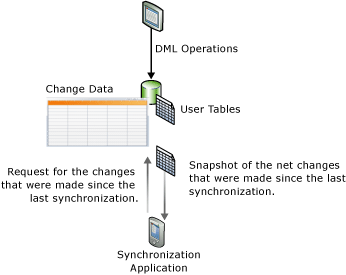 DML Operations
Change Data
User Tables
Request for the changes
that were made since the
last synchronization.
Snapshot of the net changes
that were made since the last
synchronization.
Synchronization
Application